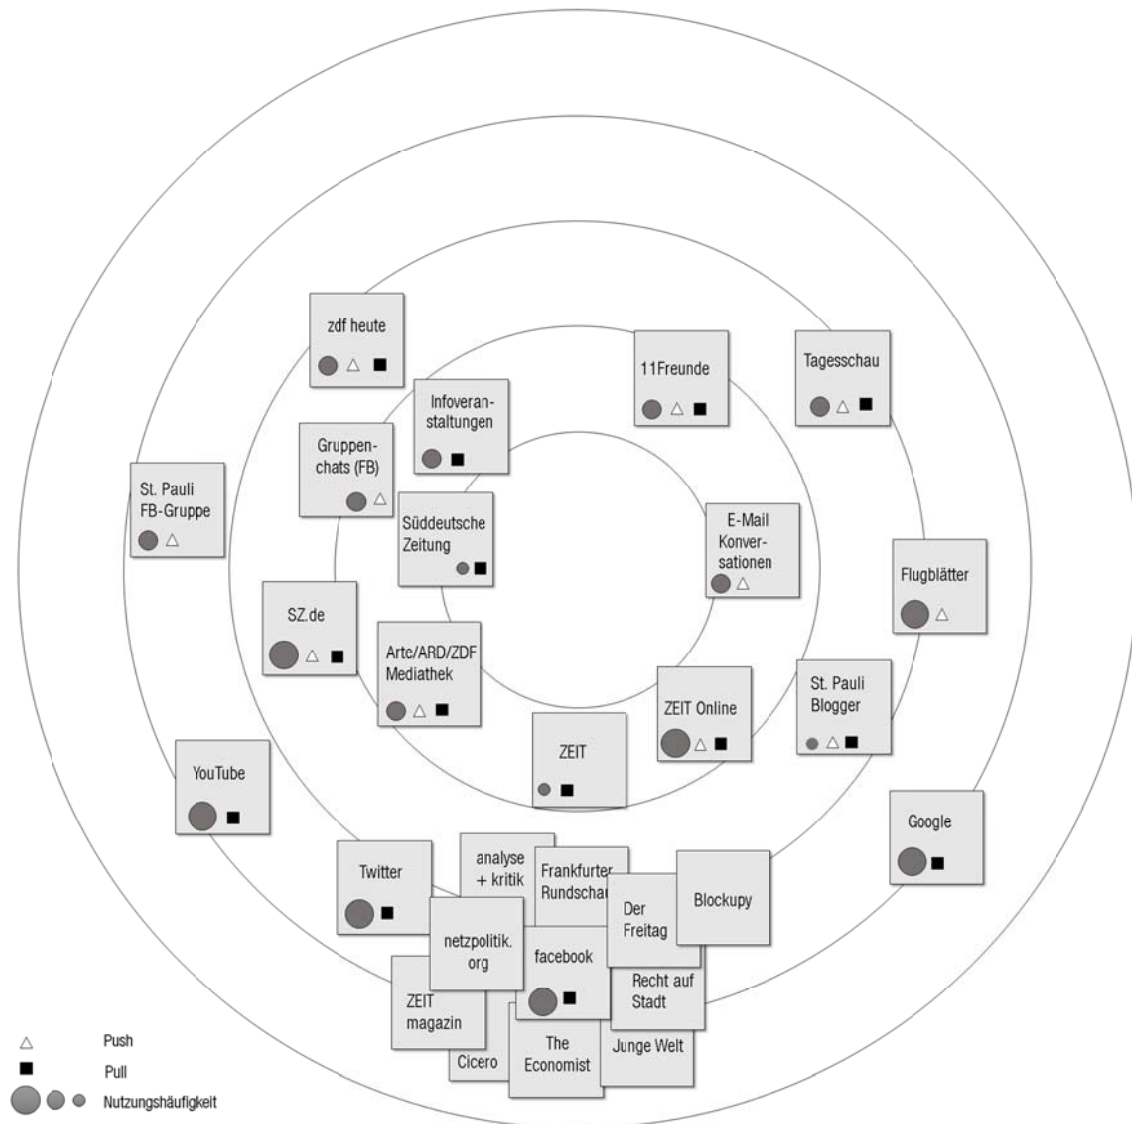 zdf heute
11Freunde
Tagesschau
Infoveran-
staltungen
Gruppen-
chats (FB)
St. Pauli
FB-Gruppe
Süddeutsche
Zeitung
E-Mail
Konver-
sationen
Flugblätter
SZ.de
Arte/ARD/ZDF
Mediathek
ZEIT Online
St. Pauli
Blogger
ZEIT
YouTube
Google
Twitter
analyse
+ kritik
Frankfurter
Rundschau
Der
Freitag
Blockupy
netzpolitik.
org
facebook
Recht auf
Stadt
ZEIT
magazin
Cicero
The
Economist
Junge Welt
Push
Pull
Nutzungshäufigkeit